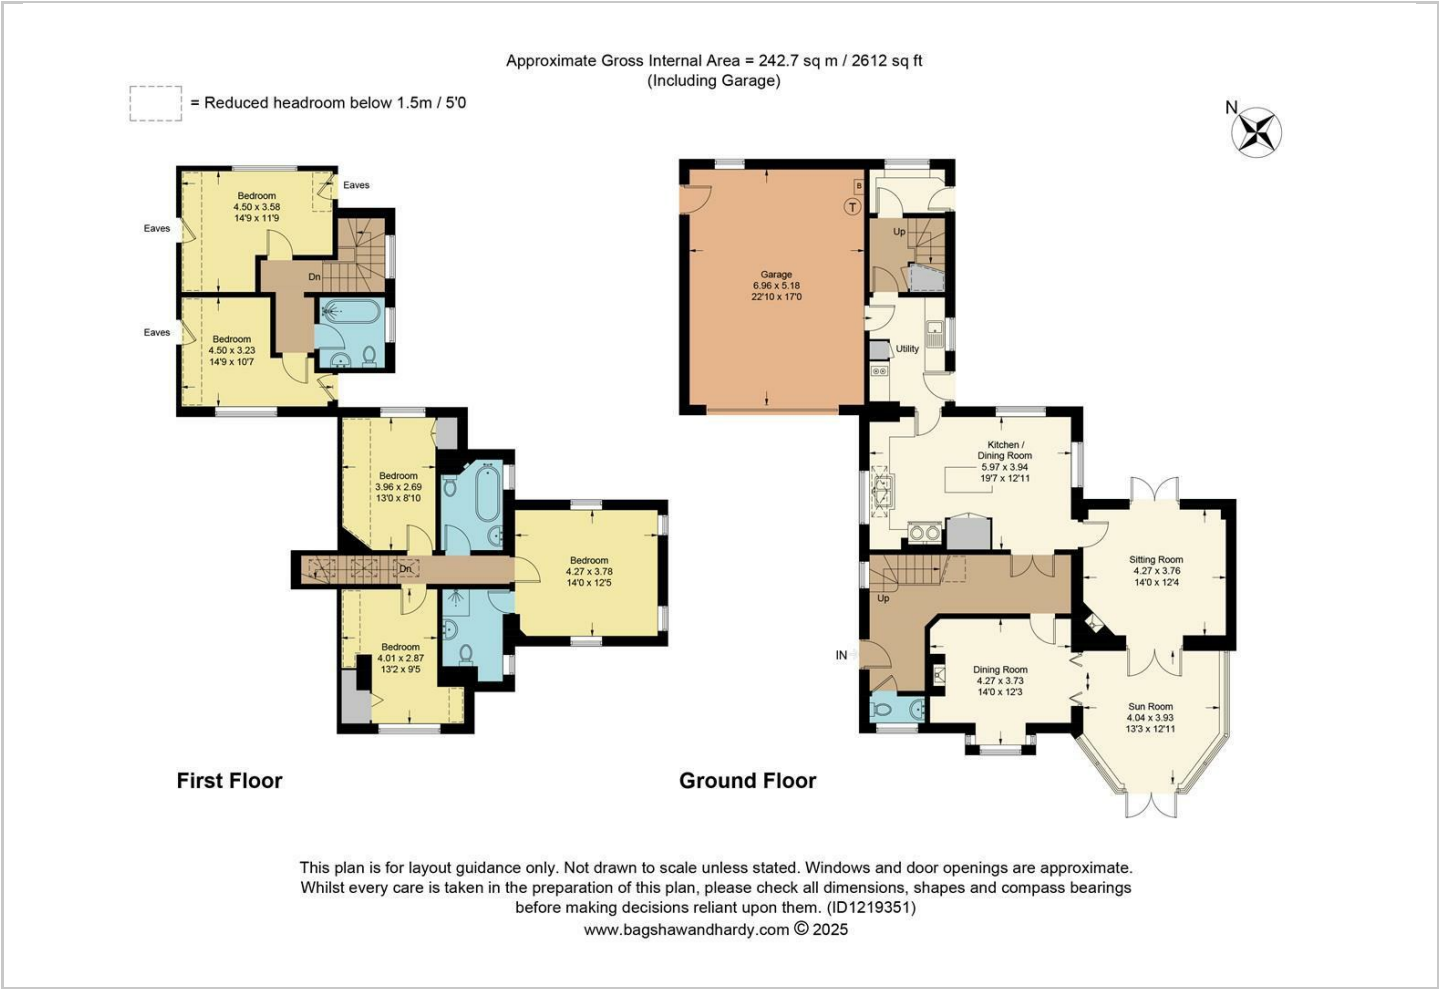 Approximate Gross Internal Area = 242.7 sq m / 2612 sq ft
(Including Garage)
= Reduced headroom below 1.5m / 5'0
N
Eaves
Bedroom
4.50 x 3.58
14'9 x 11'9
Eaves
Dn
Eaves
Bedroom
4.50 x 3.23
14'9 x 10'7
Bedroom
3.96 x 2.69
13'0 x 8'10
Dn
Bedroom
4.27 x 3.78
14'0 x 12'5
Bedroom
4.01 x 2.87
13'2 x 9'5
First Floor
B
T
Up
Garage
6.96 x 5.18
22'10 x 17'0
Utility
Kitchen /
Dining Room
5.97 x 3.94
19'7 x 12'11
Sitting Room
4.27 x 3.76
14'0 x 12'4
Up
IN
Dining Room
4.27 x 3.73
14'0 x 12'3
Sun Room
4.04 x 3.93
13'3 x 12'11
Ground Floor
This plan is for layout guidance only. Not drawn to scale unless stated. Windows and door openings are approximate.
Whilst every care is taken in the preparation of this plan, please check all dimensions, shapes and compass bearings
before making decisions reliant upon them. (ID1219351)
www.bagshawandhardy.com © 2025